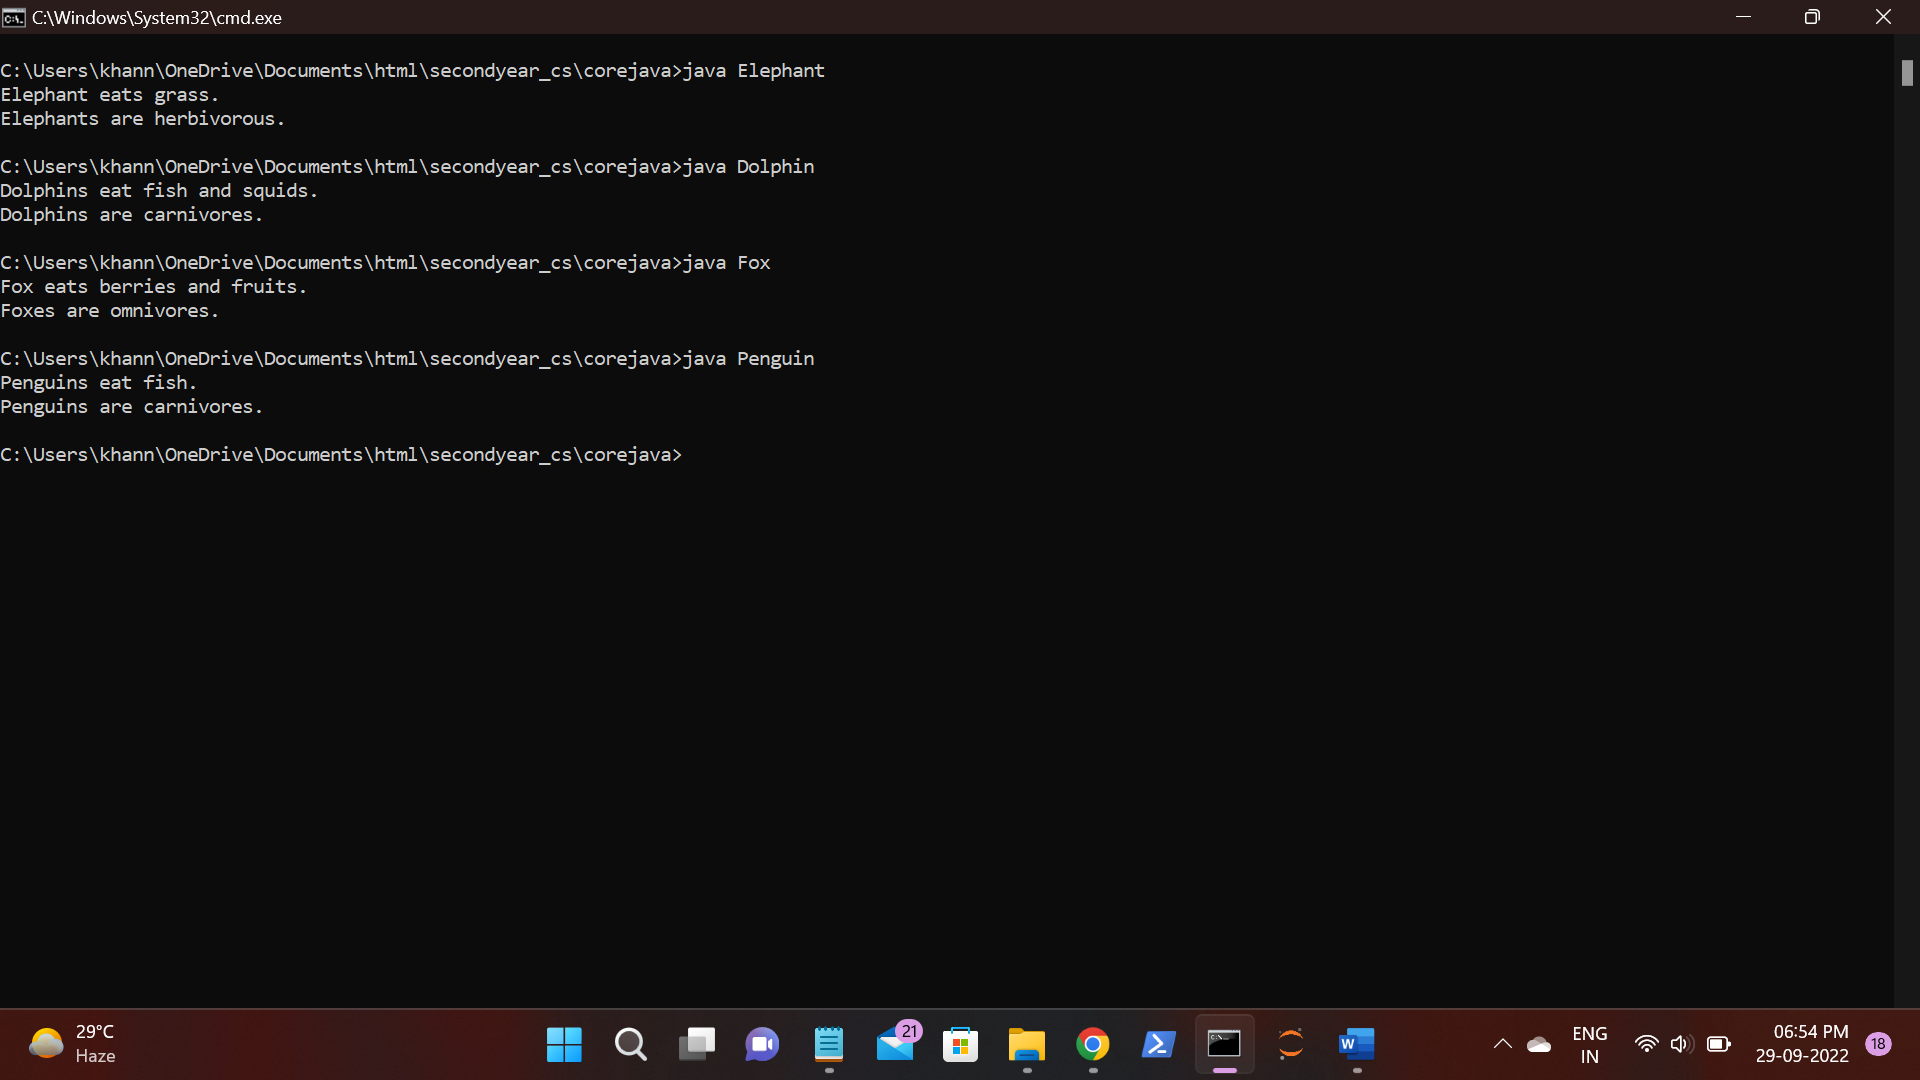 C:\Windows\System32\cmd.exe
C:\Users\khann\OneDrive\Documents\html\secondyear_cs\corejava>java Elephant
Elephant eats grass.
Elephants are herbivorous.
C:\Users\khann\OneDrive\Documents\html\secondyear_cs\corejava>java Dolphin
Dolphins eat fish and squids.
Dolphins are carnivores.
C:\Users\khann\OneDrive\Documents\html\secondyear_cs\corejava>java Fox
Fox eats berries and fruits.
Foxes are omnivores.
C:\Users\khann\OneDrive\Documents\html\secondyear_cs\corejava>java Penguin
Penguins eat fish.
Penguins are carnivores.
C:\Users\khann\OneDrive\Documents\html\secondyear_cs\corejava>
29°C
Haze
21
W
ENG
IN
06:54 PM
29-09-2022
18